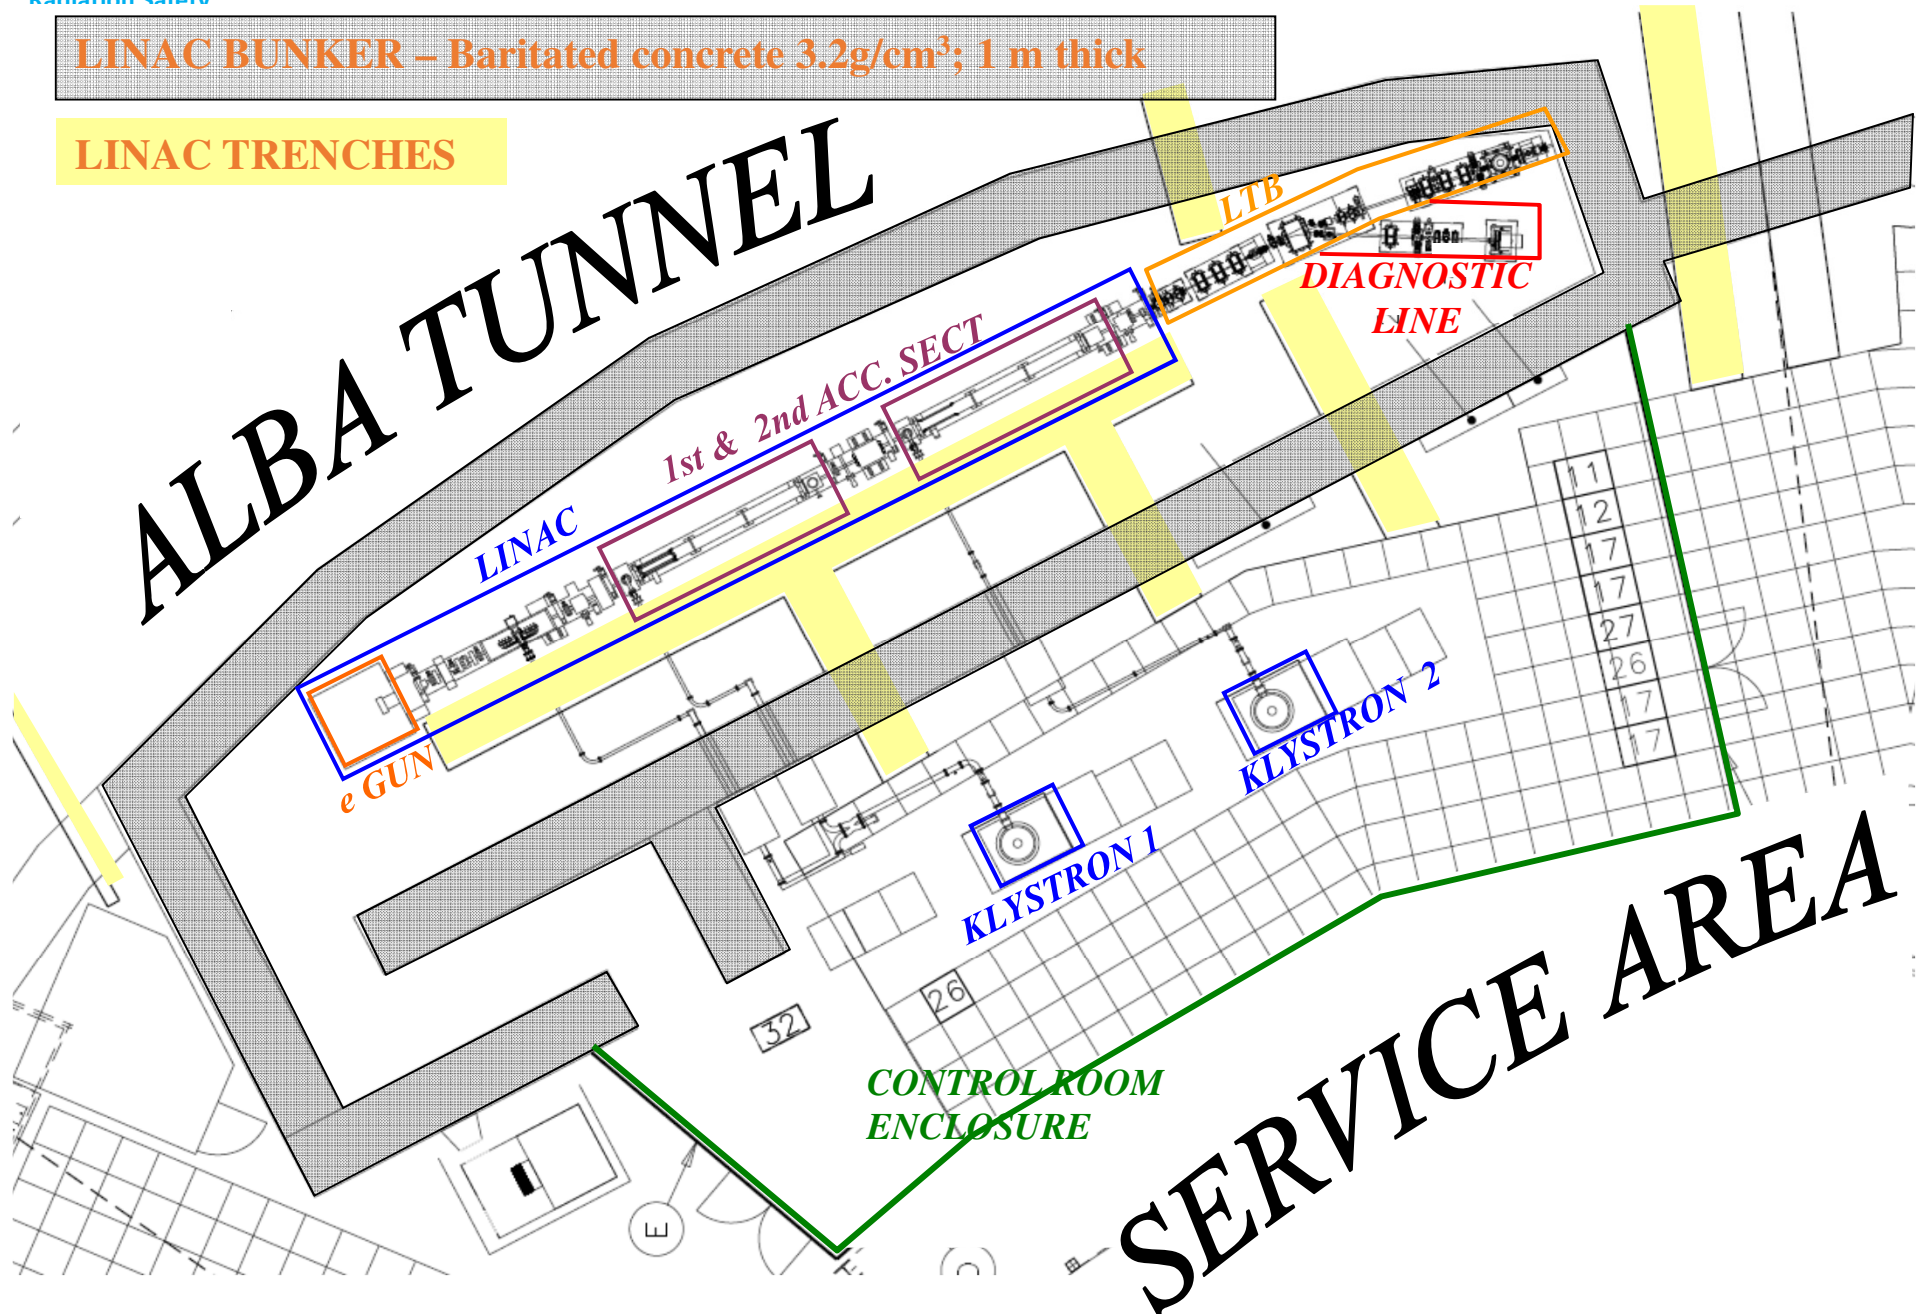 Radiation Safety
LINAC BUNKER – Baritated concrete 3.2g/cm³; 1 m thick
LINAC TRENCHES
ALBA TUNNEL
LTB
DIAGNOSTIC
LINE
1st & 2nd ACC. SECT
LINAC
e GUN
11
12
17
17
27
26
17
17
KLYSTRON 2
KLYSTRON 1
26
32
CONTROL ROOM
ENCLOSURE
SERVICE AREA
E